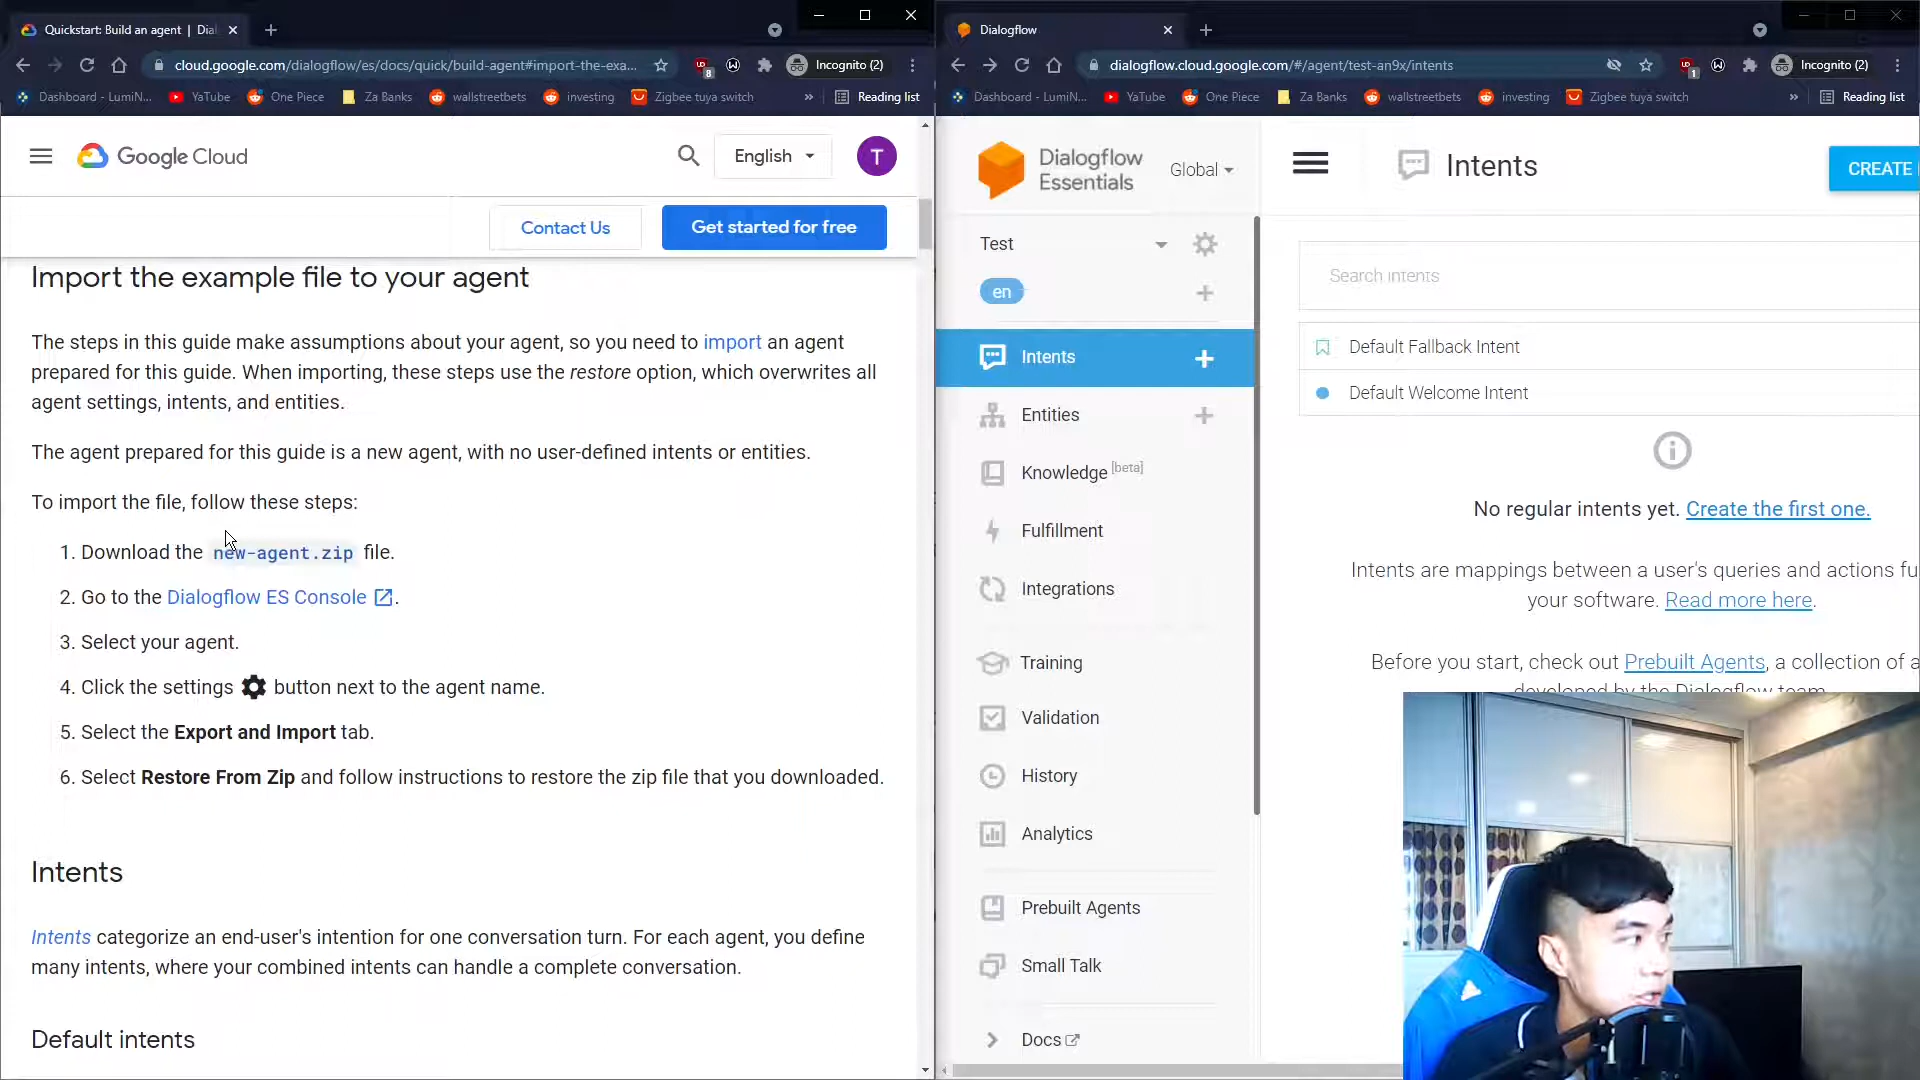 Quickstart: Build an agent | Dial
cloud.google.com/dialogflow/es/docs/quick/build-agent#import-the-exa...
8
Incognito (2)
Dashboard - LumiN...
YaTube
One Piece
Za Banks
wallstreetbets
investing
Zigbee tuya switch
»
Reading list
Google Cloud
English
T
Contact Us
Get started for free
Import the example file to your agent
The steps in this guide make assumptions about your agent, so you need to import an agent
prepared for this guide. When importing, these steps use the restore option, which overwrites all
agent settings, intents, and entities.
The agent prepared for this guide is a new agent, with no user-defined intents or entities.
To import the file, follow these steps:
1. Download the new-agent.zip file.
2. Go to the Dialogflow ES Console.
3. Select your agent.
4. Click the settings button next to the agent name.
5. Select the Export and Import tab.
6. Select Restore From Zip and follow instructions to restore the zip file that you downloaded.
Intents
Intents categorize an end-user's intention for one conversation turn. For each agent, you define
many intents, where your combined intents can handle a complete conversation.
Default intents
Dialogflow
dialogflow.cloud.google.com/#/agent/test-an9x/intents
1
Incognito (2)
Dashboard - LumiN...
YaTube
One Piece
Za Banks
wallstreetbets
investing
Zigbee tuya switch
»
Reading list
Dialogflow
Essentials
Global
Test
en
Intents
Entities
Knowledge [beta]
Fulfillment
Integrations
Training
Validation
History
Analytics
Prebuilt Agents
Small Talk
Docs
Intents
CREATE
Search intents
Default Fallback Intent
Default Welcome Intent
No regular intents yet. Create the first one.
Intents are mappings between a user's queries and actions fu
your software. Read more here.
Before you start, check out Prebuilt Agents, a collection of a
developed by the Dialogflow team.